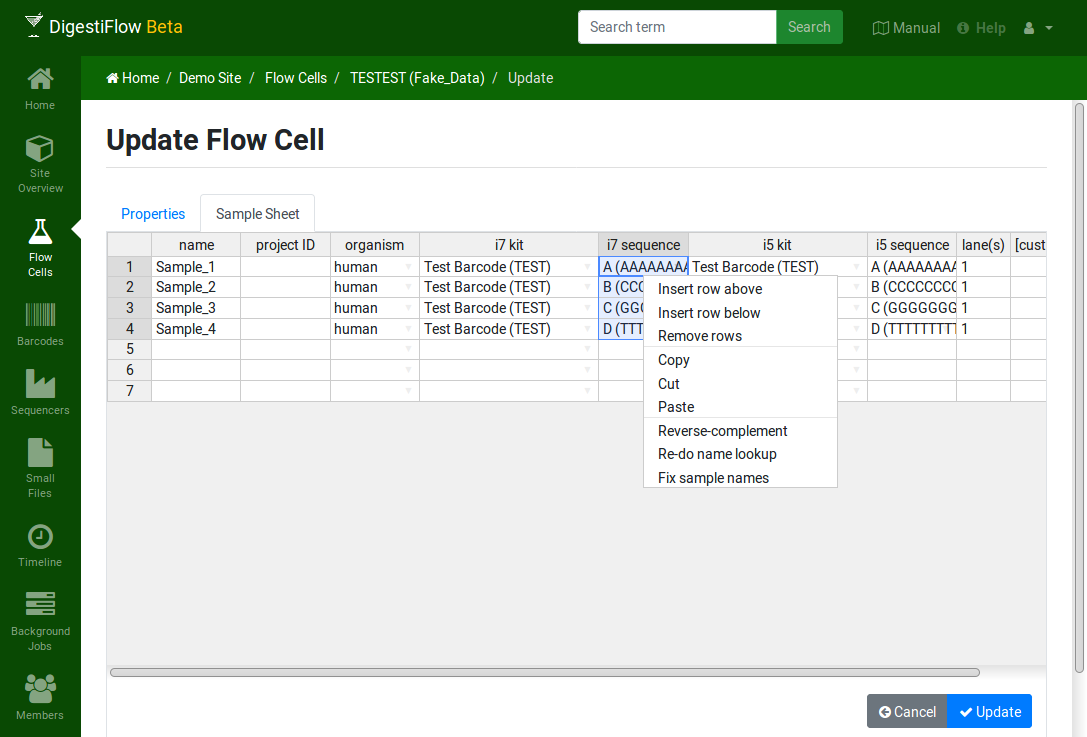 DigestiFlow Beta
Search term
Search
Manual
Help
Home / Demo Site / Flow Cells / TESTEST (Fake_Data) / Update
Home
Site
Overview
Flow
Cells
Barcodes
Sequencers
Small
Files
Timeline
Background
Jobs
Members
Update Flow Cell
Properties
Sample Sheet
name project ID organism i7 kit i7 sequence i5 kit i5 sequence lane(s) [cust
1 Sample_1 human Test Barcode (TEST) A (AAAAAAAA Test Barcode (TEST) A (AAAAAAAA 1
2 Sample_2 human Test Barcode (TEST) B (CCC B (CCCCCCCC 1
3 Sample_3 human Test Barcode (TEST) C (GGG C (GGGGGGG 1
4 Sample_4 human Test Barcode (TEST) D (TTT D (TTTTTTTTT 1
5
6
7
Insert row above
Insert row below
Remove rows
Copy
Cut
Paste
Reverse-complement
Re-do name lookup
Fix sample names
Cancel
Update